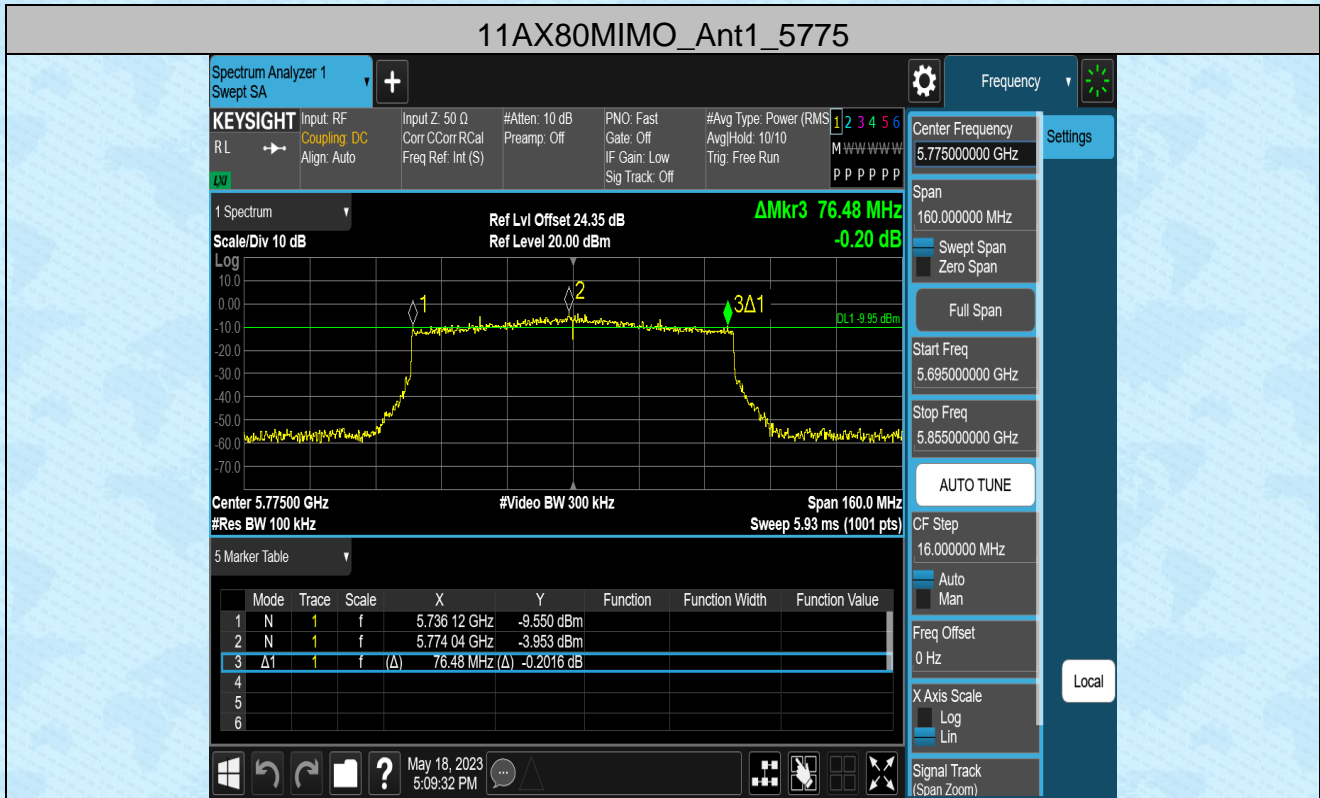 11AX80MIMO_Ant1_5775
Spectrum Analyzer 1
Swept SA
+
Frequency
KEYSIGHT
RL
LXI
Input: RF
Coupling: DC
Align: Auto
Input Z: 50 Ω
Corr CCorr RCal
Freq Ref: Int (S)
#Atten: 10 dB
Preamp: Off
PNO: Fast
Gate: Off
IF Gain: Low
Sig Track: Off
#Avg Type: Power (RMS
Avg|Hold: 10/10
Trig: Free Run
1 2 3 4 5 6
M W W W W W
P P P P P P
1 Spectrum
Scale/Div 10 dB
Log
Ref Lvl Offset 24.35 dB
Ref Level 20.00 dBm
ΔMkr3 76.48 MHz
-0.20 dB
10.0
0.00
-10.0
-20.0
-30.0
-40.0
-50.0
-60.0
-70.0
1
2
3Δ1
DL1 -9.95 dBm
Center 5.77500 GHz
#Video BW 300 kHz
Span 160.0 MHz
#Res BW 100 kHz
Sweep 5.93 ms (1001 pts)
5 Marker Table
Mode Trace Scale X Y Function Function Width Function Value
1 N 1 f 5.736 12 GHz -9.550 dBm
2 N 1 f 5.774 04 GHz -3.953 dBm
3 Δ1 1 f (Δ) 76.48 MHz (Δ) -0.2016 dB
4
5
6
?
May 18, 2023
5:09:32 PM
Center Frequency
5.775000000 GHz
Settings
Span
160.000000 MHz
Swept Span
Zero Span
Full Span
Start Freq
5.695000000 GHz
Stop Freq
5.855000000 GHz
AUTO TUNE
CF Step
16.000000 MHz
Auto
Man
Freq Offset
0 Hz
X Axis Scale
Log
Lin
Local
Signal Track
(Span Zoom)